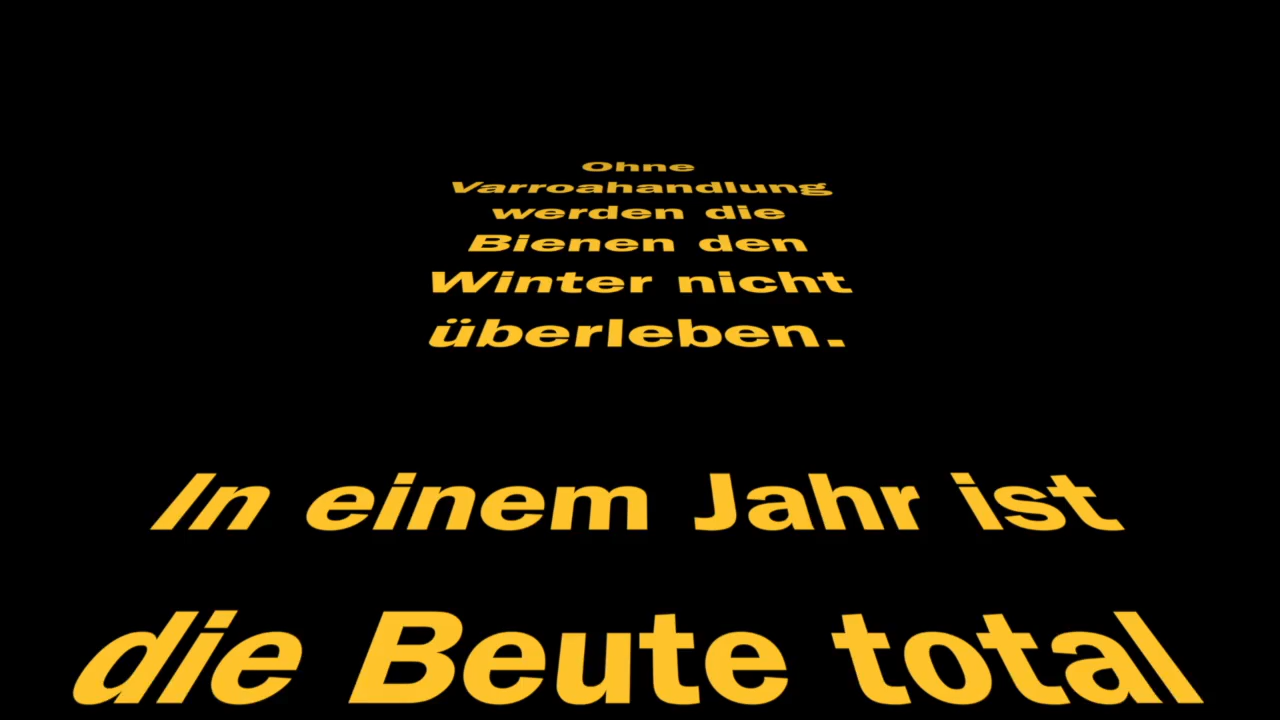 Ohne
Varroahandlung
werden die
Bienen den
Winter nicht
überleben.
In einem Jahr ist
die Beute total